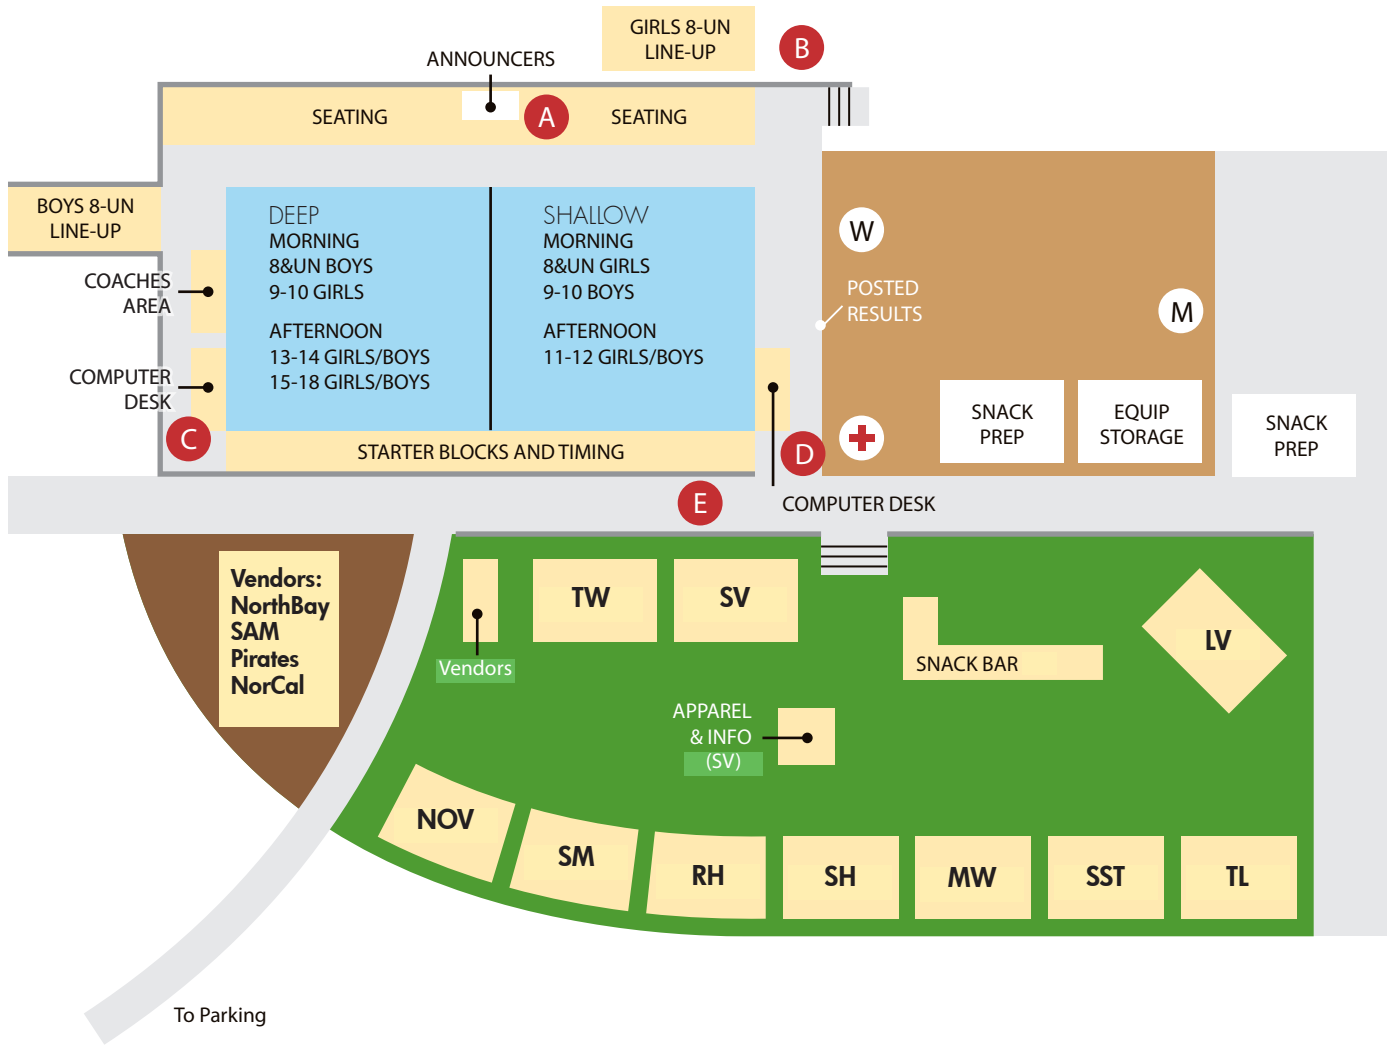 GIRLS 8-UN
LINE-UP
B
ANNOUNCERS
SEATING
A
SEATING
BOYS 8-UN
LINE-UP
DEEP
MORNING
8&UN BOYS
9-10 GIRLS
AFTERNOON
13-14 GIRLS/BOYS
15-18 GIRLS/BOYS
SHALLOW
MORNING
8&UN GIRLS
9-10 BOYS
AFTERNOON
11-12 GIRLS/BOYS
COACHES
AREA
COMPUTER
DESK
C
STARTER BLOCKS AND TIMING
D
E
COMPUTER DESK
W
POSTED
RESULTS
M
SNACK
PREP
EQUIP
STORAGE
SNACK
PREP
Vendors:
NorthBay
SAM
Pirates
NorCal
Vendors
TW
SV
SNACK BAR
LV
APPAREL
& INFO
(SV)
NOV
SM
RH
SH
MW
SST
TL
To Parking